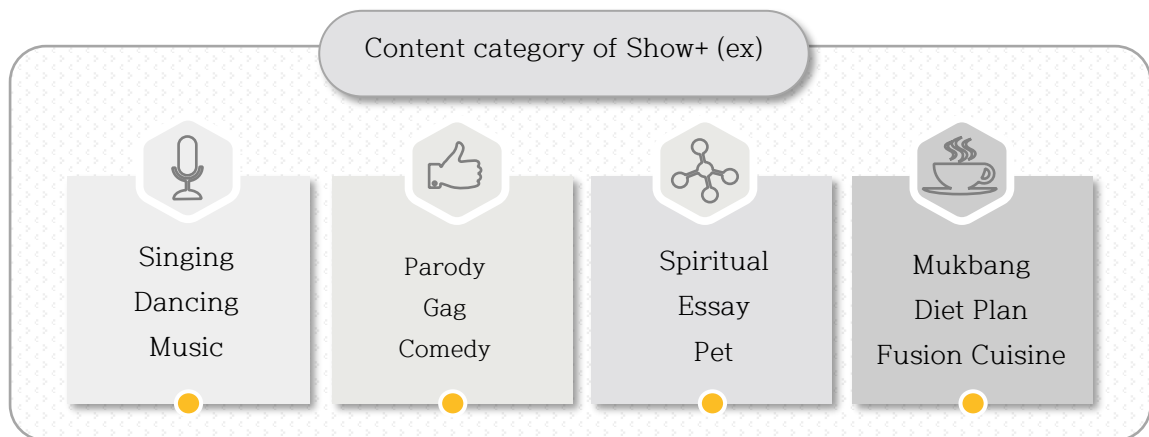 Content category of Show+ (ex)
Singing
Dancing
Music
Parody
Gag
Comedy
Spiritual
Essay
Pet
Mukbang
Diet Plan
Fusion Cuisine